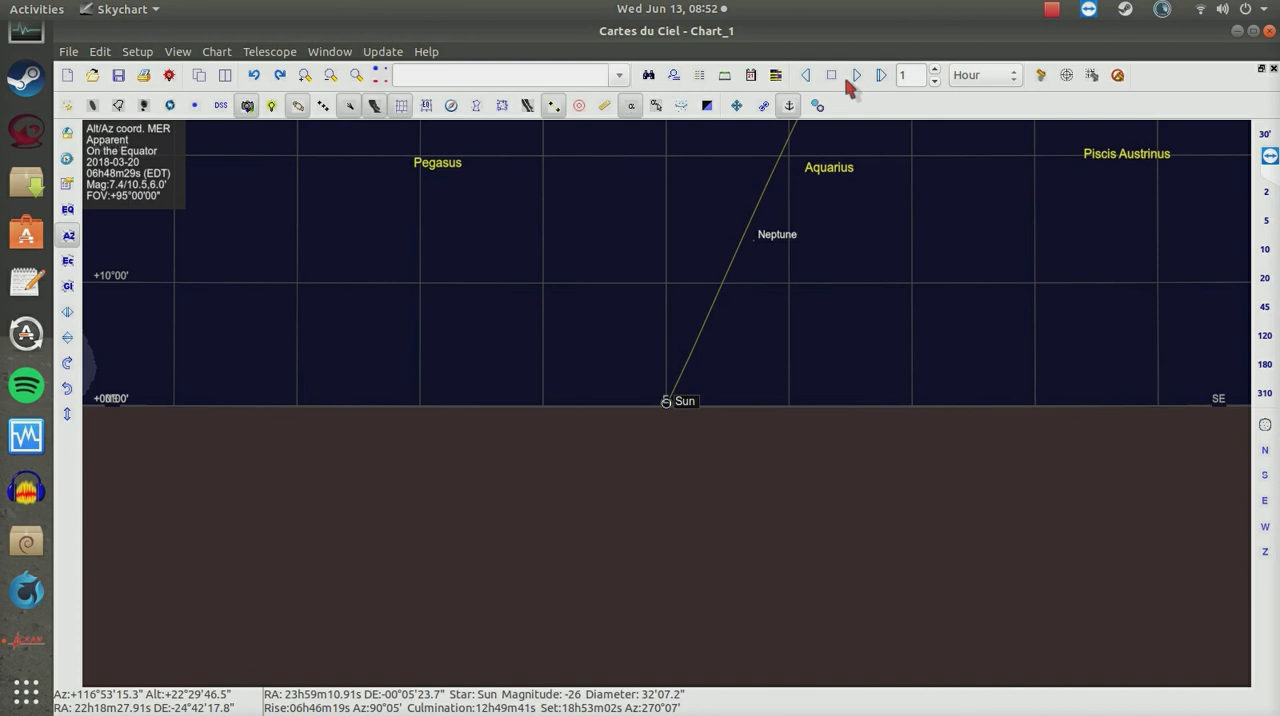 Activities
Skychart
Wed Jun 13, 08:52
Cartes du Ciel - Chart_1
File Edit Setup View Chart Telescope Window Update Help
1
Hour
DSS
α
Alt/Az coord. MER
Apparent
On the Equator
2018-03-20
06h48m29s (EDT)
Mag:7.4/10.5,6.0'
FOV:+95°00'00"
Pegasus
Aquarius
Piscis Austrinus
Neptune
+10°00'
Sun
SE
EQ
AZ
Ec
Gl
30'
2
5
10
20
45
120
180
310
N
S
E
W
Z
Az:+116°53'15.3" Alt:+22°29'46.5"
RA: 22h18m27.91s DE:-24°42'17.8"
RA: 23h59m10.91s DE:-00°05'23.7" Star: Sun Magnitude: -26 Diameter: 32'07.2"
Rise:06h46m19s Az:90°05' Culmination:12h49m41s Set:18h53m02s Az:270°07'